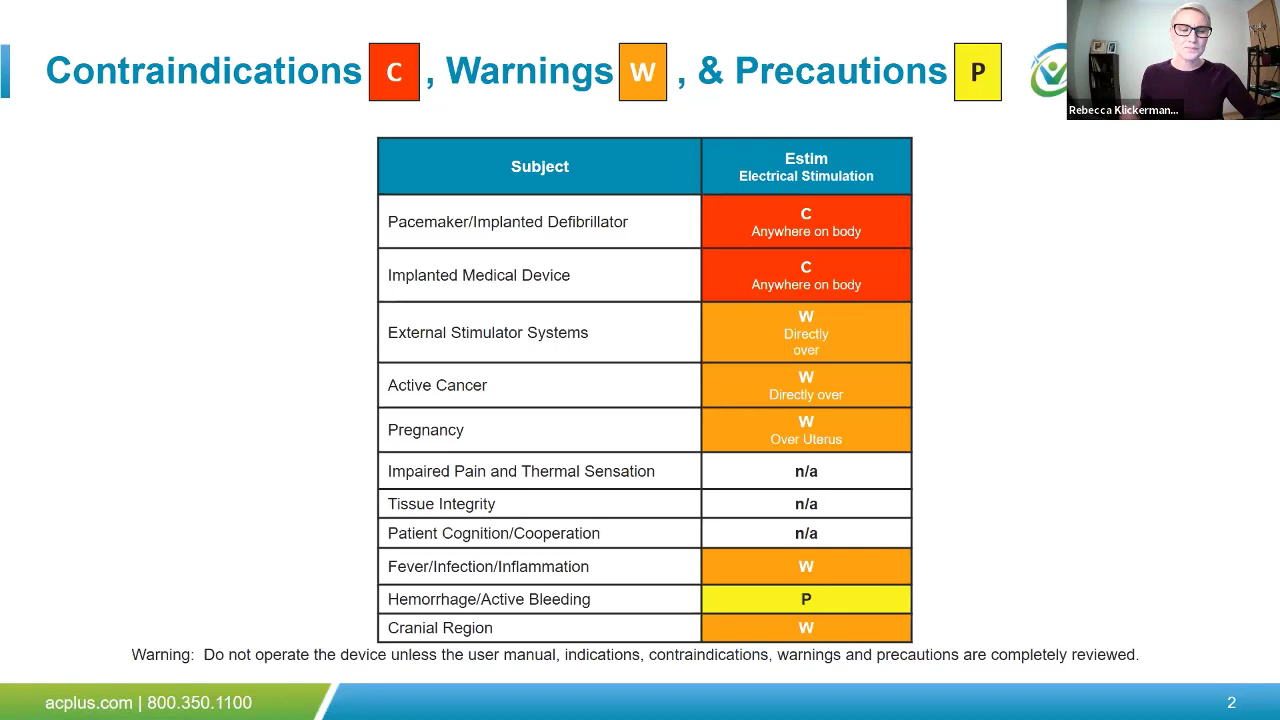 Contraindications C , Warnings W , & Precautions P
Rebecca Klickerman...
Subject
Estim
Electrical Stimulation
Pacemaker/Implanted Defibrillator
C
Anywhere on body
Implanted Medical Device
C
Anywhere on body
External Stimulator Systems
W
Directly
over
Active Cancer
W
Directly over
Pregnancy
W
Over Uterus
Impaired Pain and Thermal Sensation
n/a
Tissue Integrity
n/a
Patient Cognition/Cooperation
n/a
Fever/Infection/Inflammation
W
Hemorrhage/Active Bleeding
P
Cranial Region
W
Warning: Do not operate the device unless the user manual, indications, contraindications, warnings and precautions are completely reviewed.
acplus.com | 800.350.1100
2